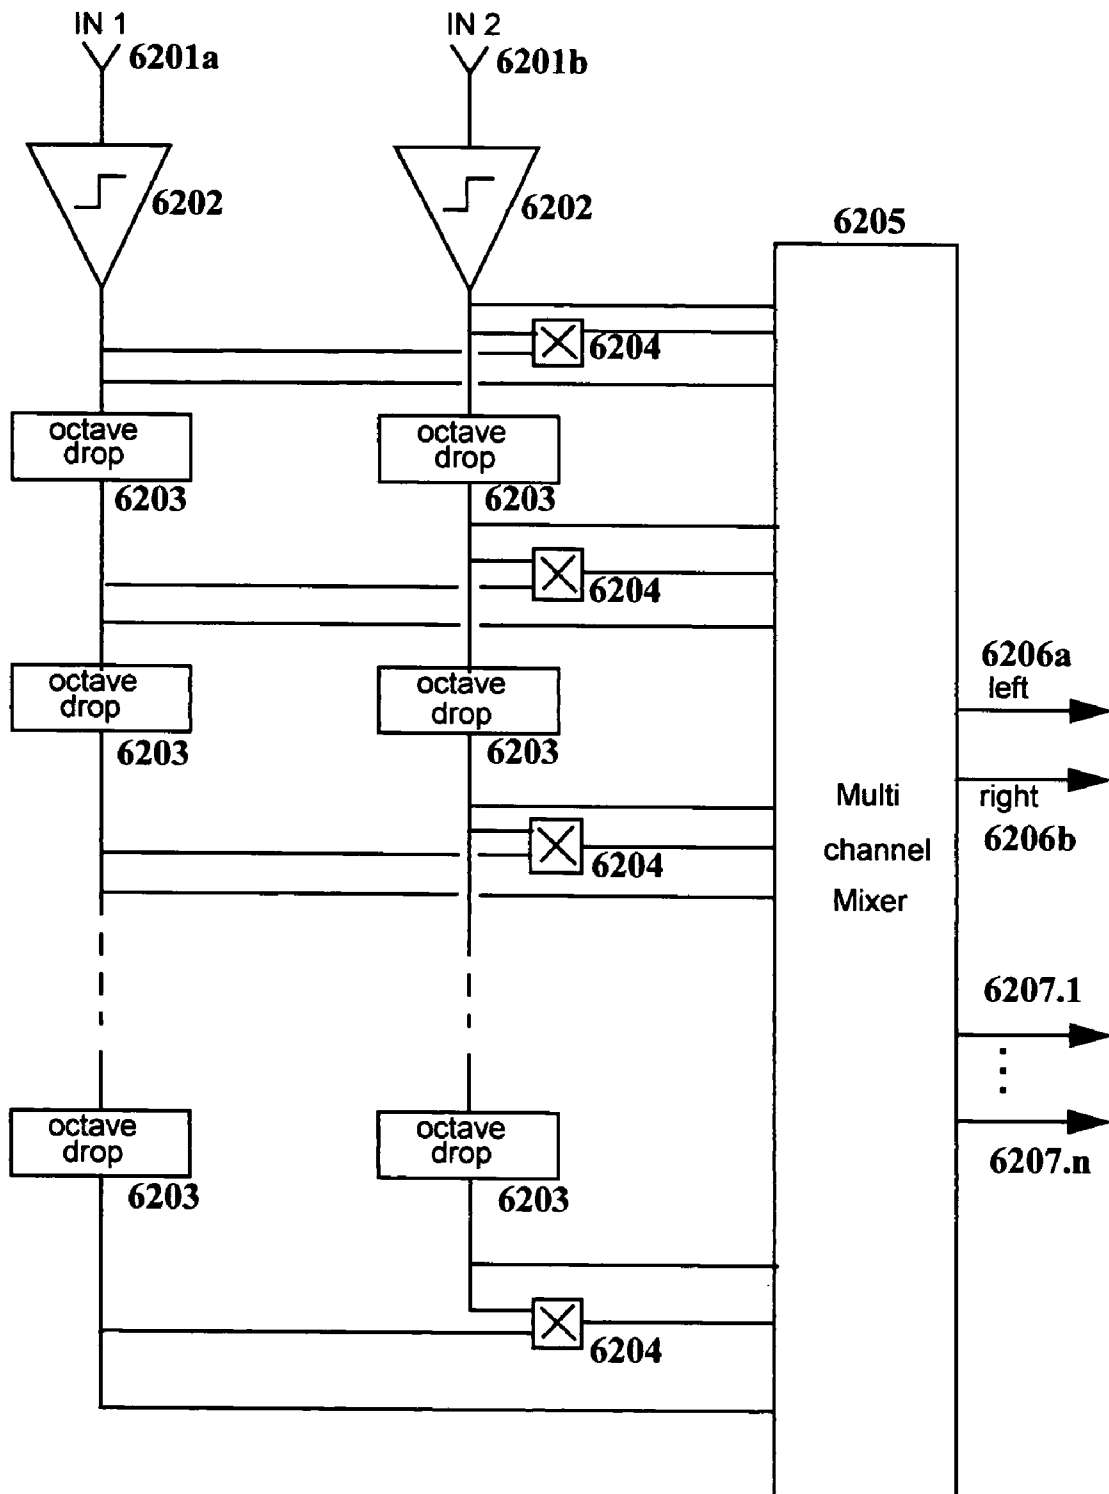 IN 1
IN 2
6201a
6201b
6202
6202
6205
6204
octave
drop
octave
drop
6203
6203
6204
6206a
left
octave
drop
octave
drop
6203
6203
Multi
channel
Mixer
right
6206b
6204
6207.1
octave
drop
octave
drop
6207.n
6203
6203
6204